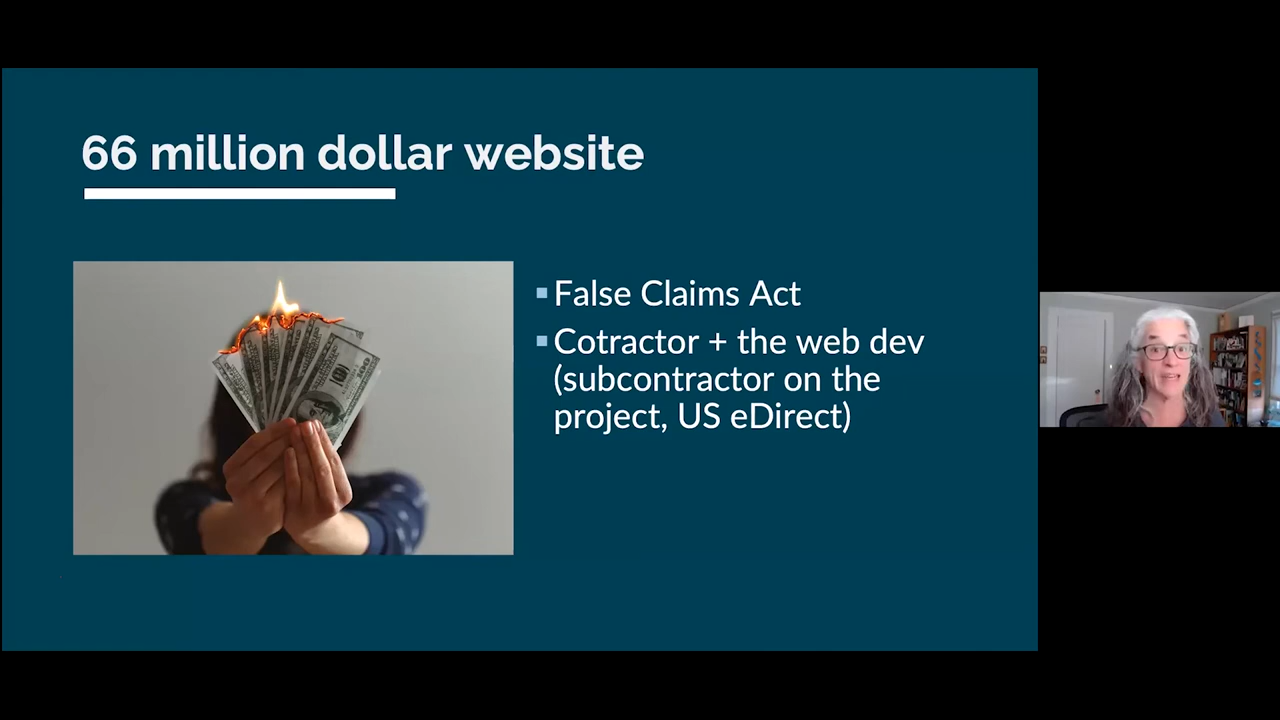 66 million dollar website
False Claims Act
Cotractor + the web dev
(subcontractor on the
project, US eDirect)